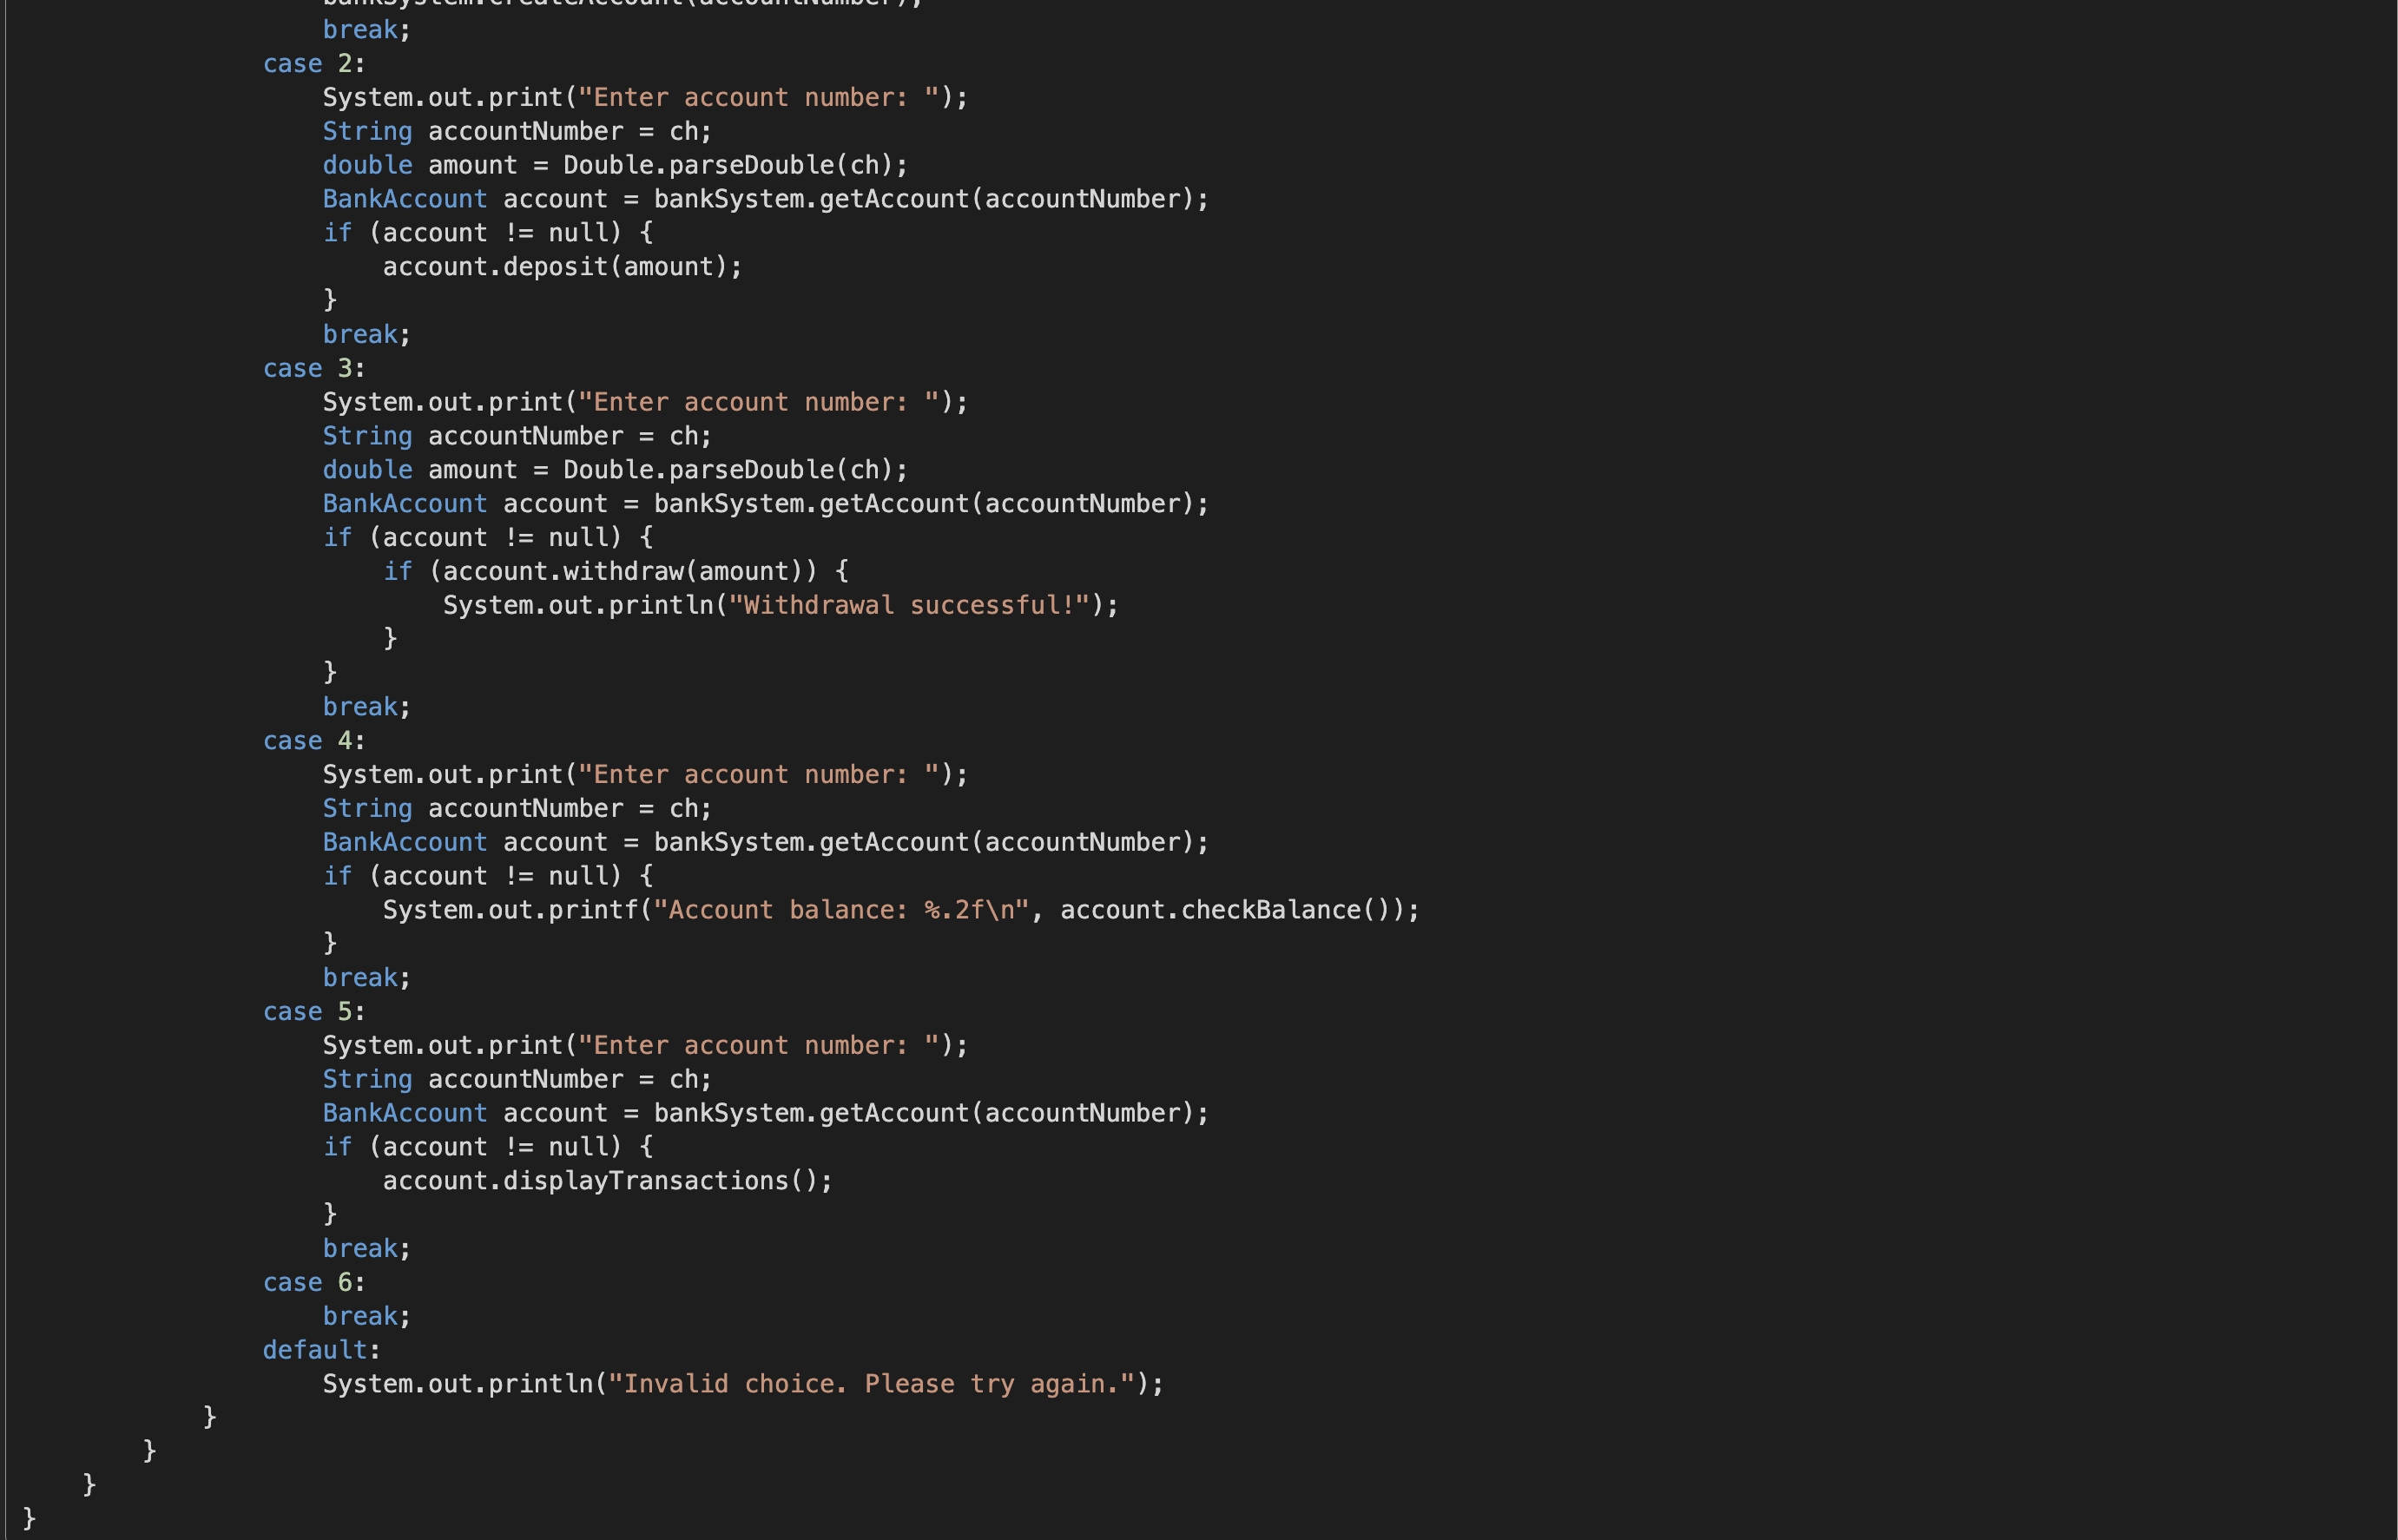 bankSystem.createAccount(accountNumber);
break;
case 2:
System.out.print("Enter account number: ");
String accountNumber = ch;
double amount = Double.parseDouble(ch);
BankAccount account = bankSystem.getAccount(accountNumber);
if (account != null) {
account.deposit(amount);
}
break;
case 3:
System.out.print("Enter account number: ");
String accountNumber = ch;
double amount = Double.parseDouble(ch);
BankAccount account = bankSystem.getAccount(accountNumber);
if (account != null) {
if (account.withdraw(amount)) {
System.out.println("Withdrawal successful!");
}
}
break;
case 4:
System.out.print("Enter account number: ");
String accountNumber = ch;
BankAccount account = bankSystem.getAccount(accountNumber);
if (account != null) {
System.out.printf("Account balance: %.2f\n", account.checkBalance());
}
break;
case 5:
System.out.print("Enter account number: ");
String accountNumber = ch;
BankAccount account = bankSystem.getAccount(accountNumber);
if (account != null) {
account.displayTransactions();
}
break;
case 6:
break;
default:
System.out.println("Invalid choice. Please try again.");
}
}
}
}